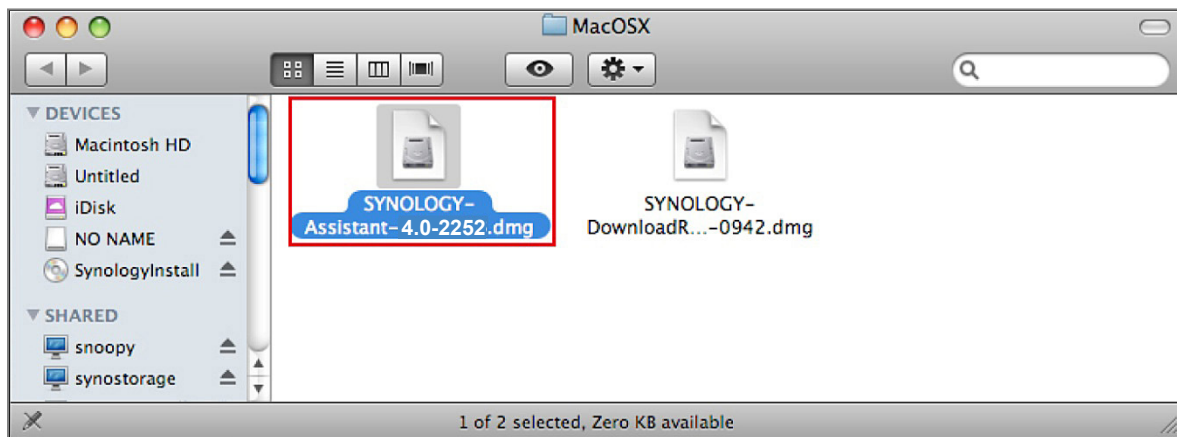 MacOSX
DEVICES
Macintosh HD
Untitled
iDisk
NO NAME
SynologyInstall
SHARED
snoopy
synostorage
SYNOLOGY-
Assistant-4.0-2252.dmg
SYNOLOGY-
DownloadR...-0942.dmg
1 of 2 selected, Zero KB available